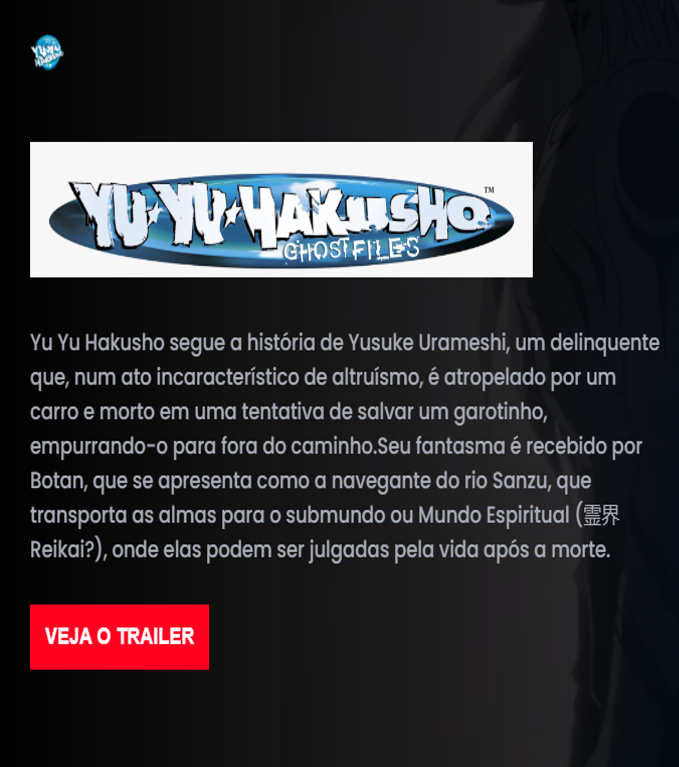 YU YU HAKUSHO
YU★YU★HAKUSHO ™
GHOSTFILES
Yu Yu Hakusho segue a história de Yusuke Urameshi, um delinquente
que, num ato incaracterístico de altruísmo, é atropelado por um
carro e morto em uma tentativa de salvar um garotinho,
empurrando-o para fora do caminho.Seu fantasma é recebido por
Botan, que se apresenta como a navegante do rio Sanzu, que
transporta as almas para o submundo ou Mundo Espiritual (霊界
Reikai?), onde elas podem ser julgadas pela vida após a morte.
VEJA O TRAILER